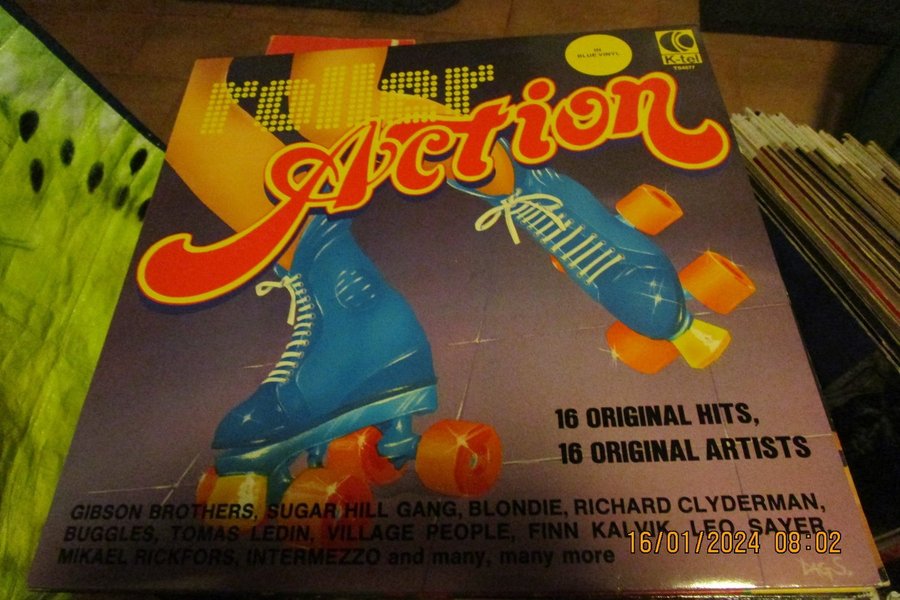 IN
BLUE VINYL
K-tel
roller
Action
16 ORIGINAL HITS,
16 ORIGINAL ARTISTS
GIBSON BROTHERS, SUGAR HILL GANG, BLONDIE, RICHARD CLYDERMAN,
BUGGLES, TOMAS LEDIN, VILLAGE PEOPLE, FINN KALVIK, LEO SAYER,
MIKAEL RICKFORS, INTERMEZZO and many, many more
16/01/2024 08:02